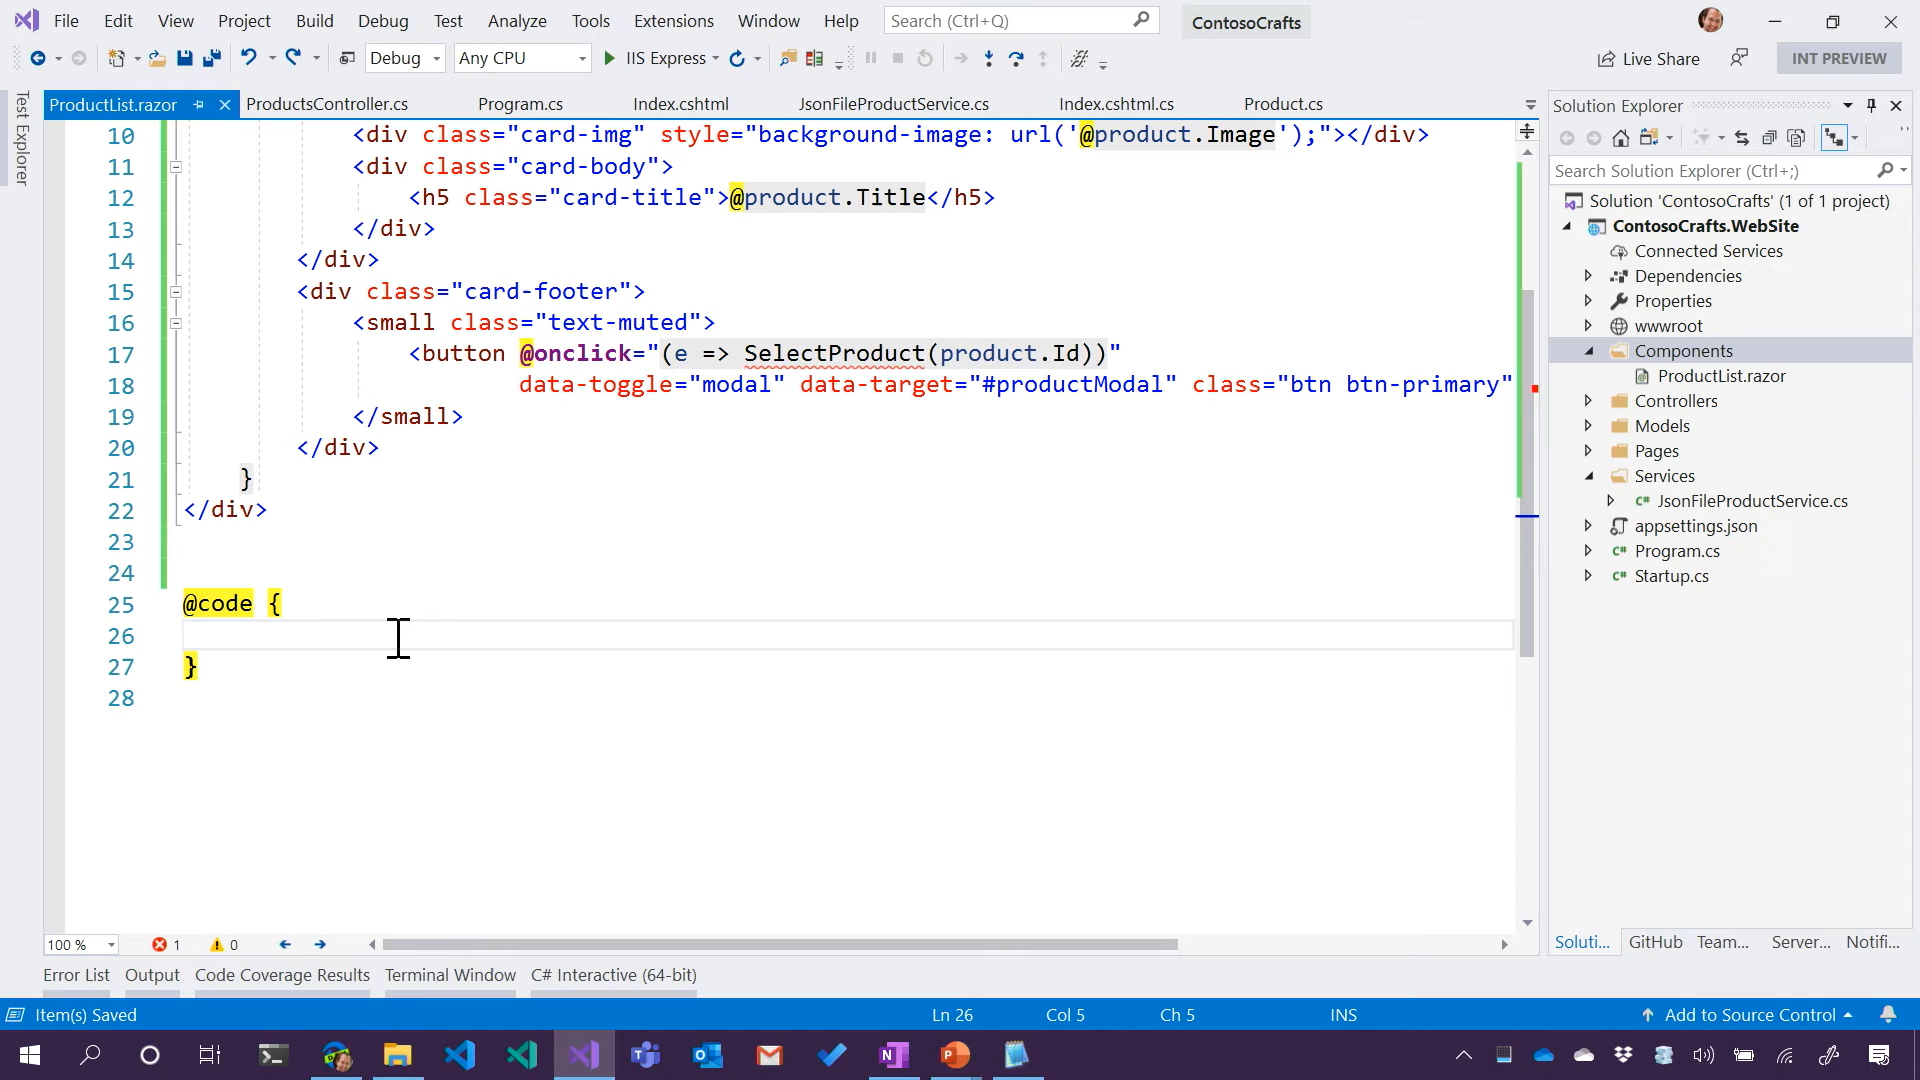 File Edit View Project Build Debug Test Analyze Tools Extensions Window Help Search (Ctrl+Q) ContosoCrafts
Debug Any CPU IIS Express Live Share INT PREVIEW
Test Explorer
ProductList.razor ProductsController.cs Program.cs Index.cshtml JsonFileProductService.cs Index.cshtml.cs Product.cs
10 <div class="card-img" style="background-image: url('@product.Image');"></div>
11 <div class="card-body">
12 <h5 class="card-title">@product.Title</h5>
13 </div>
14 </div>
15 <div class="card-footer">
16 <small class="text-muted">
17 <button @onclick="(e => SelectProduct(product.Id))"
18 data-toggle="modal" data-target="#productModal" class="btn btn-primary"
19 </small>
20 </div>
21 }
22 </div>
23
24
25 @code {
26
27 }
28
100 % 1 0
Error List Output Code Coverage Results Terminal Window C# Interactive (64-bit)
Solution Explorer
Search Solution Explorer (Ctrl+;)
Solution 'ContosoCrafts' (1 of 1 project)
ContosoCrafts.WebSite
Connected Services
Dependencies
Properties
wwwroot
Components
ProductList.razor
Controllers
Models
Pages
Services
C# JsonFileProductService.cs
appsettings.json
C# Program.cs
C# Startup.cs
Soluti... GitHub Team... Server... Notifi...
Item(s) Saved Ln 26 Col 5 Ch 5 INS Add to Source Control